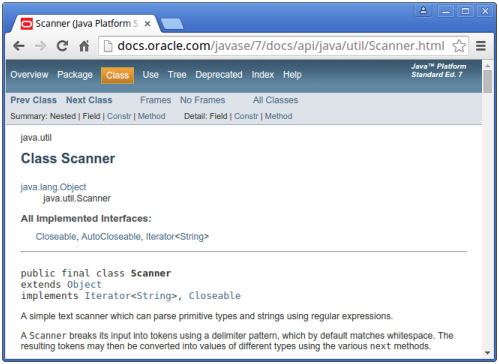 Scanner (Java Platform S
docs.oracle.com/javase/7/docs/api/java/util/Scanner.html
Overview Package Class Use Tree Deprecated Index Help
Java™ Platform
Standard Ed. 7
Prev Class Next Class Frames No Frames All Classes
Summary: Nested | Field | Constr | Method Detail: Field | Constr | Method
java.util
Class Scanner
java.lang.Object
java.util.Scanner
All Implemented Interfaces:
Closeable, AutoCloseable, Iterator<String>
public final class Scanner
extends Object
implements Iterator<String>, Closeable
A simple text scanner which can parse primitive types and strings using regular expressions.
A Scanner breaks its input into tokens using a delimiter pattern, which by default matches whitespace. The
resulting tokens may then be converted into values of different types using the various next methods.